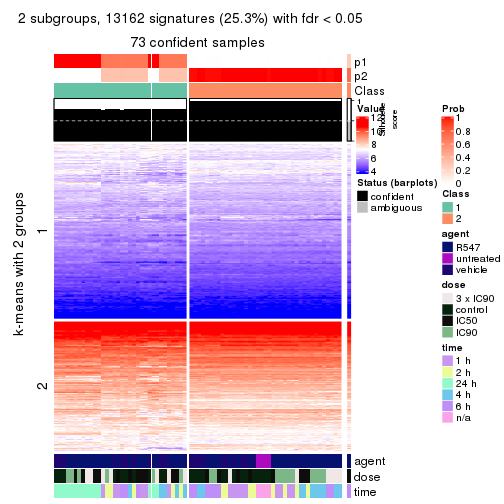 2 subgroups, 13162 signatures (25.3%) with fdr < 0.05
73 confident samples
p1
p2
Class
1
Silhouette
score
k-means with 2 groups
1
2
agent
dose
time
Value
12
10
8
6
4
Status (barplots)
confident
ambiguous
Prob
1
0.8
0.6
0.4
0.2
0
Class
1
2
agent
R547
untreated
vehicle
dose
3 x IC90
control
IC50
IC90
time
1 h
2 h
24 h
4 h
6 h
n/a